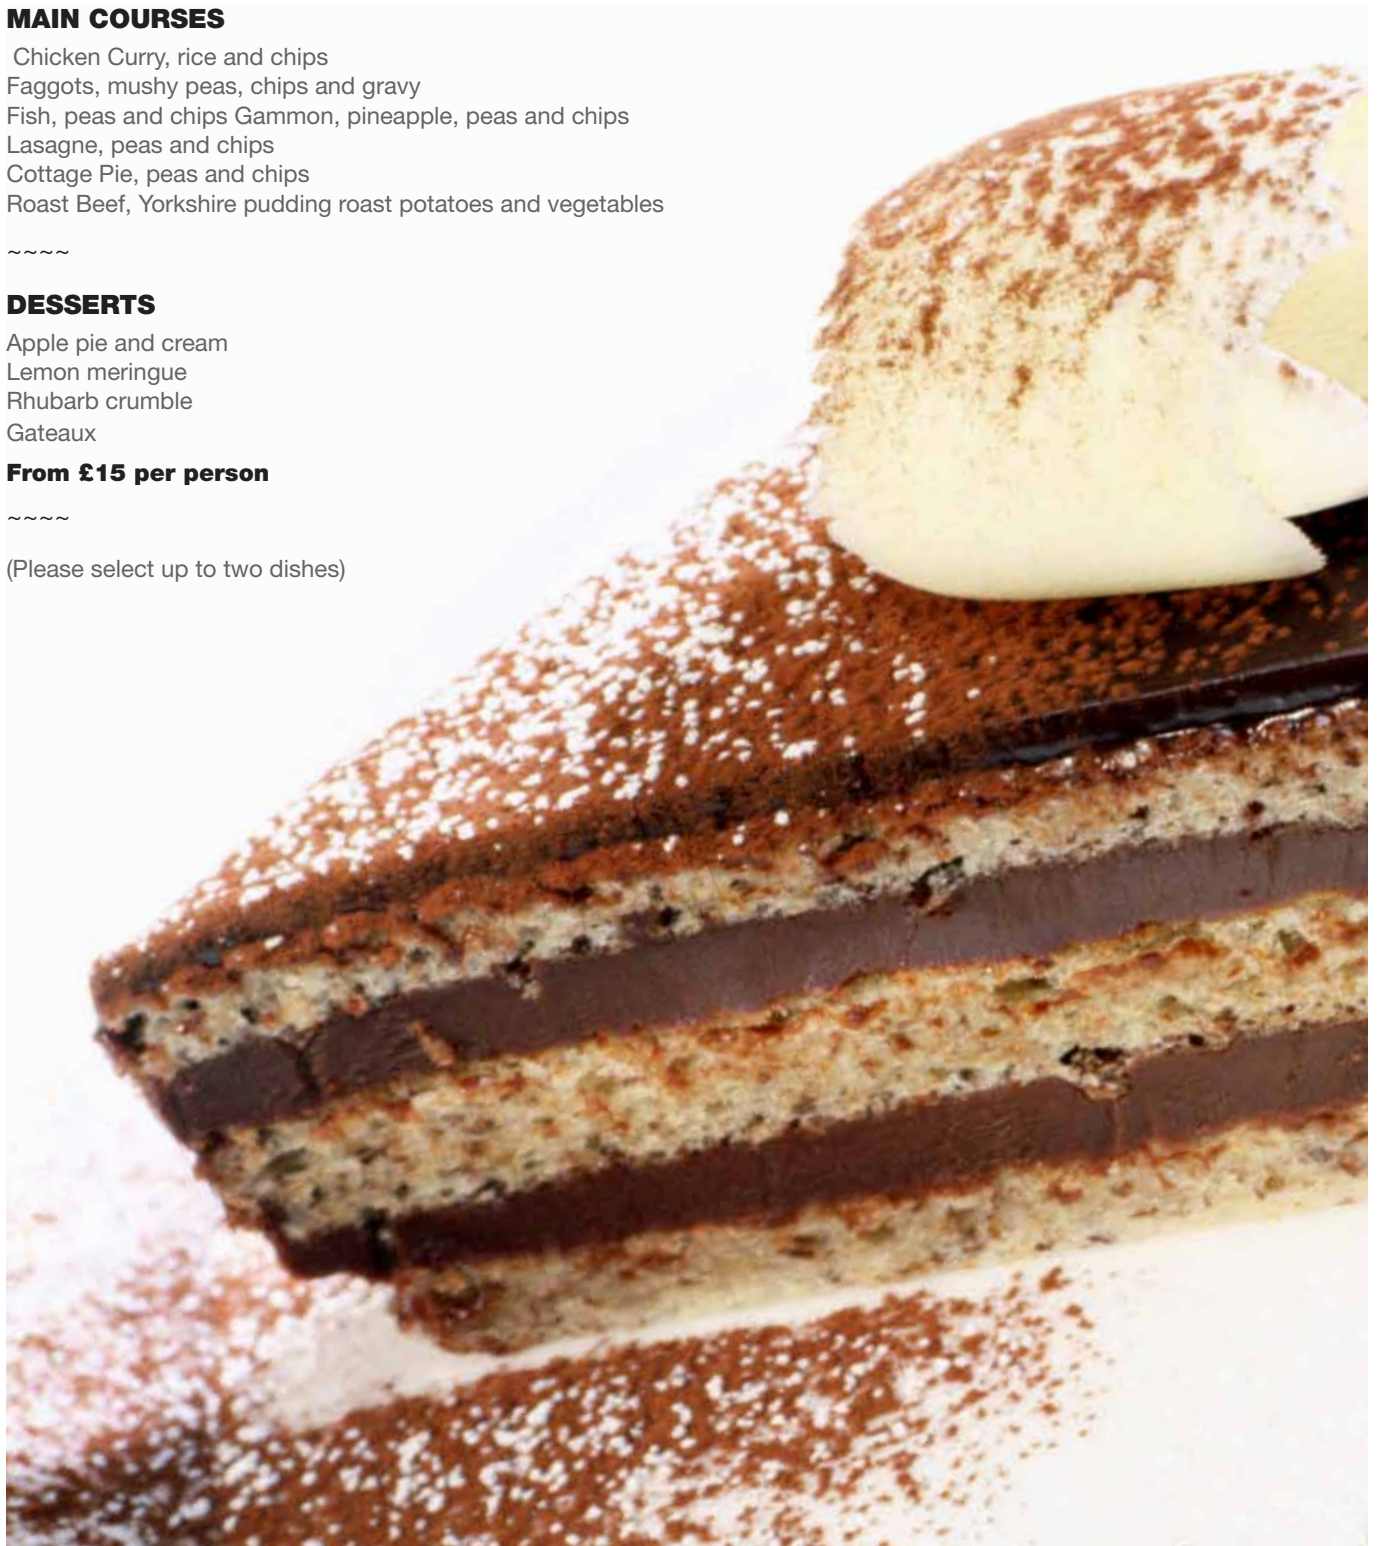 MAIN COURSES
Chicken Curry, rice and chips
Faggots, mushy peas, chips and gravy
Fish, peas and chips Gammon, pineapple, peas and chips
Lasagne, peas and chips
Cottage Pie, peas and chips
Roast Beef, Yorkshire pudding roast potatoes and vegetables
~~~~
DESSERTS
Apple pie and cream
Lemon meringue
Rhubarb crumble
Gateaux
From £15 per person
~~~~
(Please select up to two dishes)